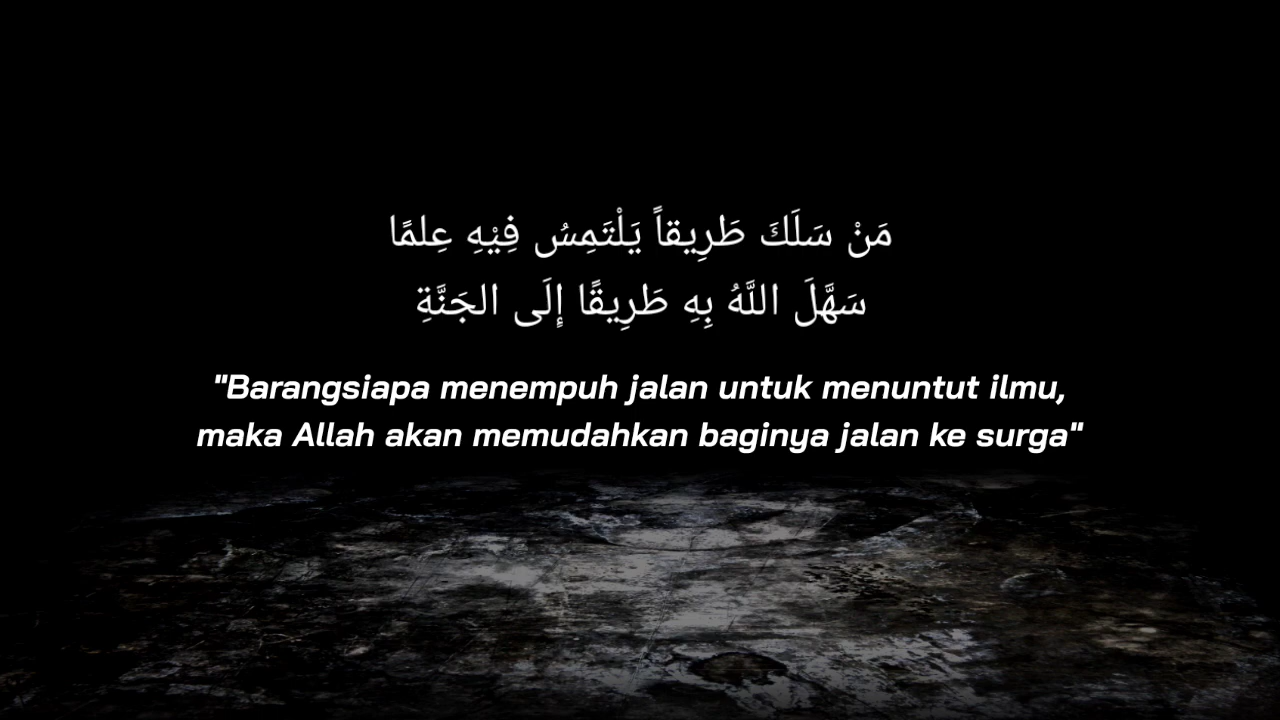 مَنْ سَلَكَ طَرِيقاً يَلْتَمِسُ فِيْهِ عِلمًا
سَهَّلَ اللَّهُ بِهِ طَرِيقًا إِلَى الجَنَّةِ
"Barangsiapa menempuh jalan untuk menuntut ilmu,
maka Allah akan memudahkan baginya jalan ke surga"